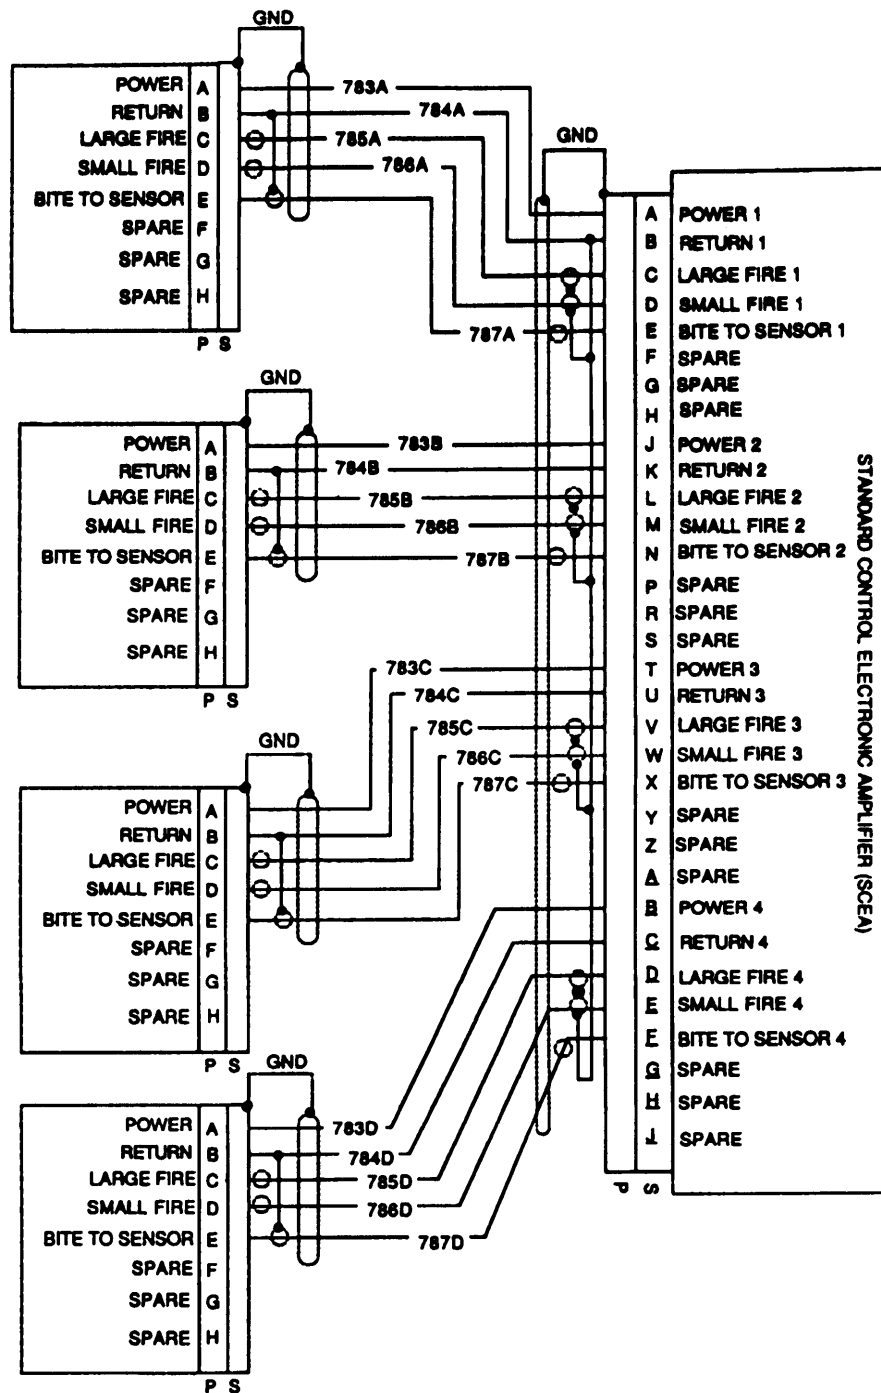 GND
POWER A
RETURN B
LARGE FIRE C
SMALL FIRE D
BITE TO SENSOR E
SPARE F
SPARE G
SPARE H
P S
783A
784A
785A
786A
787A
GND
POWER A
RETURN B
LARGE FIRE C
SMALL FIRE D
BITE TO SENSOR E
SPARE F
SPARE G
SPARE H
P S
783B
784B
785B
786B
787B
GND
POWER A
RETURN B
LARGE FIRE C
SMALL FIRE D
BITE TO SENSOR E
SPARE F
SPARE G
SPARE H
P S
783C
784C
785C
786C
787C
GND
POWER A
RETURN B
LARGE FIRE C
SMALL FIRE D
BITE TO SENSOR E
SPARE F
SPARE G
SPARE H
P S
783D
784D
785D
786D
787D
GND
A POWER 1
B RETURN 1
C LARGE FIRE 1
D SMALL FIRE 1
E BITE TO SENSOR 1
F SPARE
G SPARE
H SPARE
J POWER 2
K RETURN 2
L LARGE FIRE 2
M SMALL FIRE 2
N BITE TO SENSOR 2
P SPARE
R SPARE
S SPARE
T POWER 3
U RETURN 3
V LARGE FIRE 3
W SMALL FIRE 3
X BITE TO SENSOR 3
Y SPARE
Z SPARE
A SPARE
B POWER 4
C RETURN 4
D LARGE FIRE 4
E SMALL FIRE 4
F BITE TO SENSOR 4
G SPARE
H SPARE
J SPARE
P S
STANDARD CONTROL ELECTRONIC AMPLIFIER (SCEA)